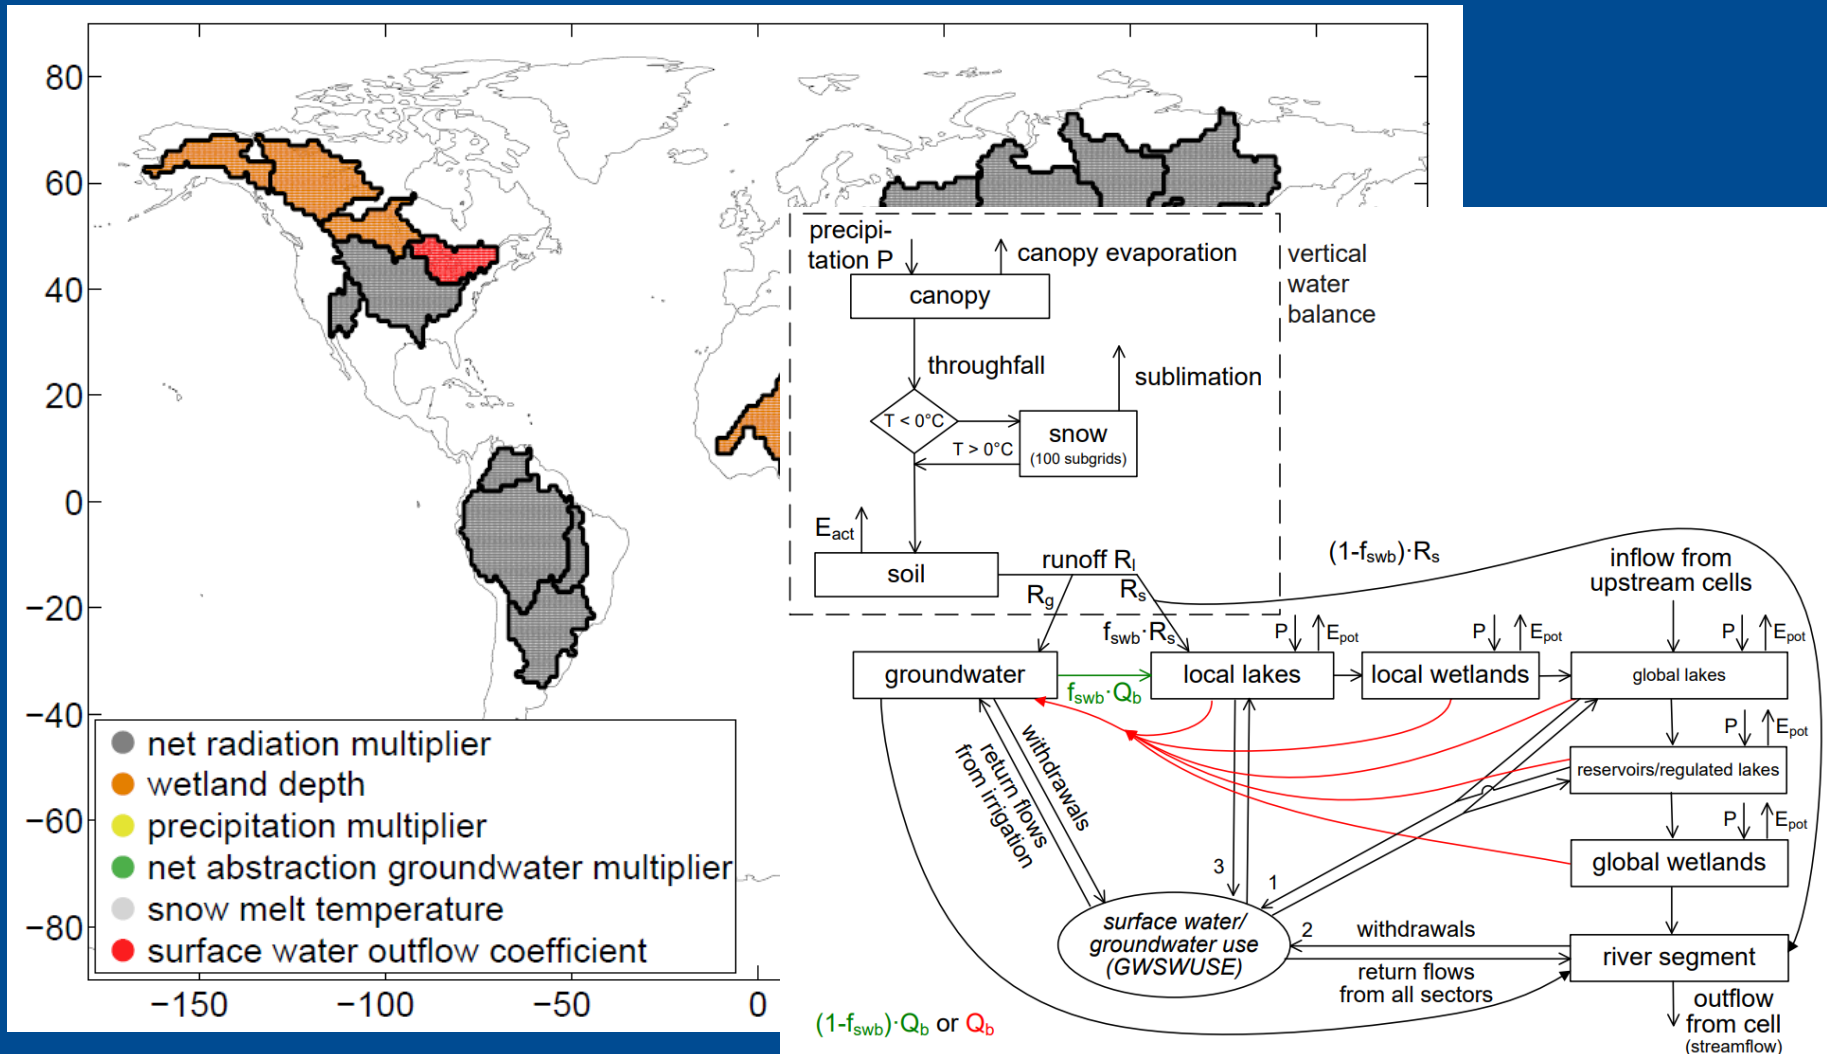 80
60
40
20
0
−20
−40
−60
−80
−150
−100
−50
0
net radiation multiplier
wetland depth
precipitation multiplier
net abstraction groundwater multiplier
snow melt temperature
surface water outflow coefficient
precipi-
tation P
canopy evaporation
canopy
vertical
water
balance
throughfall
sublimation
T < 0°C
T > 0°C
snow
(100 subgrids)
Eact
soil
runoff Rl
Rg
Rs
(1-fswb)·Rs
fswb·Rs
inflow from
upstream cells
P
Epot
P
Epot
P
Epot
groundwater
fswb·Qb
local lakes
local wetlands
global lakes
P
Epot
reservoirs/regulated lakes
P
Epot
global wetlands
withdrawals
return flows
from irrigation
3
1
2
surface water/
groundwater use
(GWSWUSE)
withdrawals
return flows
from all sectors
river segment
outflow
from cell
(streamflow)
(1-fswb)·Qb or Qb